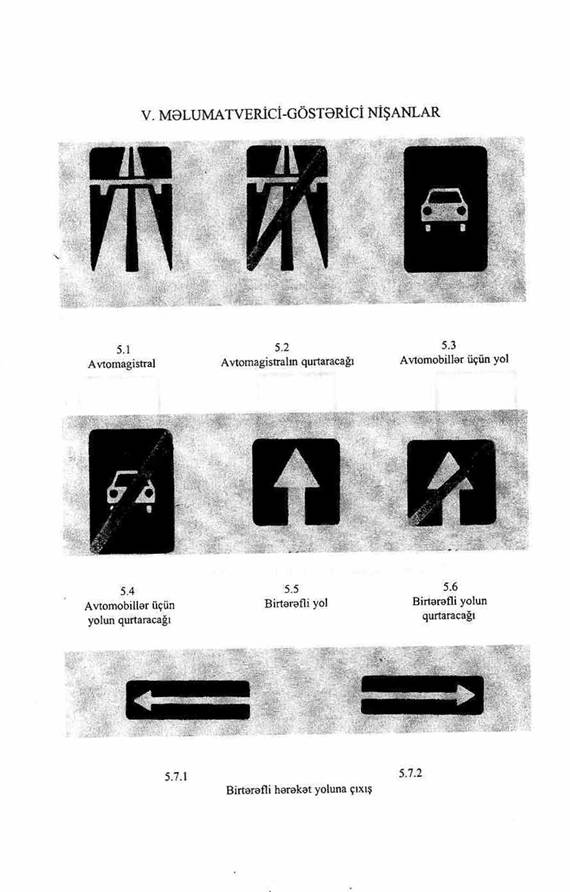 V. MƏLUMATVERİCİ-GÖSTƏRİCİ NİŞANLAR
5.1
Avtomagistral
5.2
Avtomagistralın qurtaracağı
5.3
Avtomobillər üçün yol
5.4
Avtomobillər üçün
yolun qurtaracağı
5.5
Birtərəfli yol
5.6
Birtərəfli yolun
qurtaracağı
5.7.1
5.7.2
Birtərəfli hərəkət yoluna çıxış